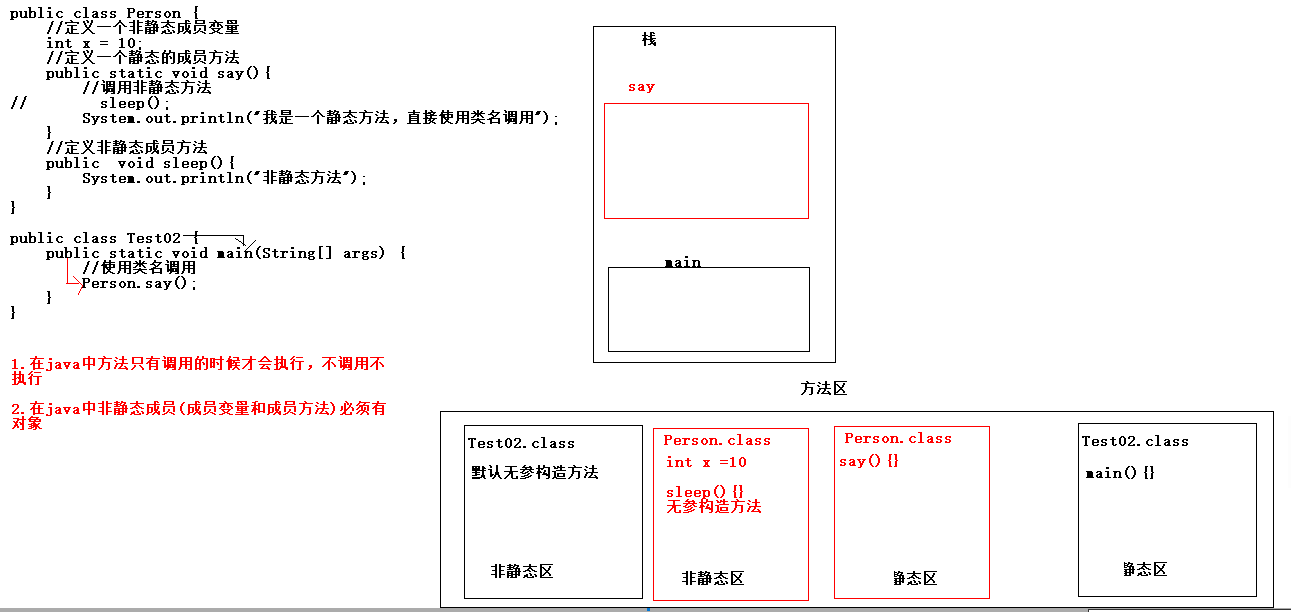 public class Person {
    //定义一个非静态成员变量
    int x = 10;
    //定义一个静态的成员方法
    public static void say(){
        //调用非静态方法
//        sleep();
        System.out.println("我是一个静态方法，直接使用类名调用");
    }
    //定义非静态成员方法
    public  void sleep(){
        System.out.println("非静态方法");
    }
}
public class Test02 {
    public static void main(String[] args) {
        //使用类名调用
        Person.say();
    }
}
1.在java中方法只有调用的时候才会执行，不调用不
执行
2.在java中非静态成员(成员变量和成员方法)必须有
对象
栈
say
main
方法区
Test02.class
默认无参构造方法
非静态区
Person.class
int x =10
sleep(){}
无参构造方法
非静态区
Person.class
say(){}
静态区
Test02.class
main(){}
静态区